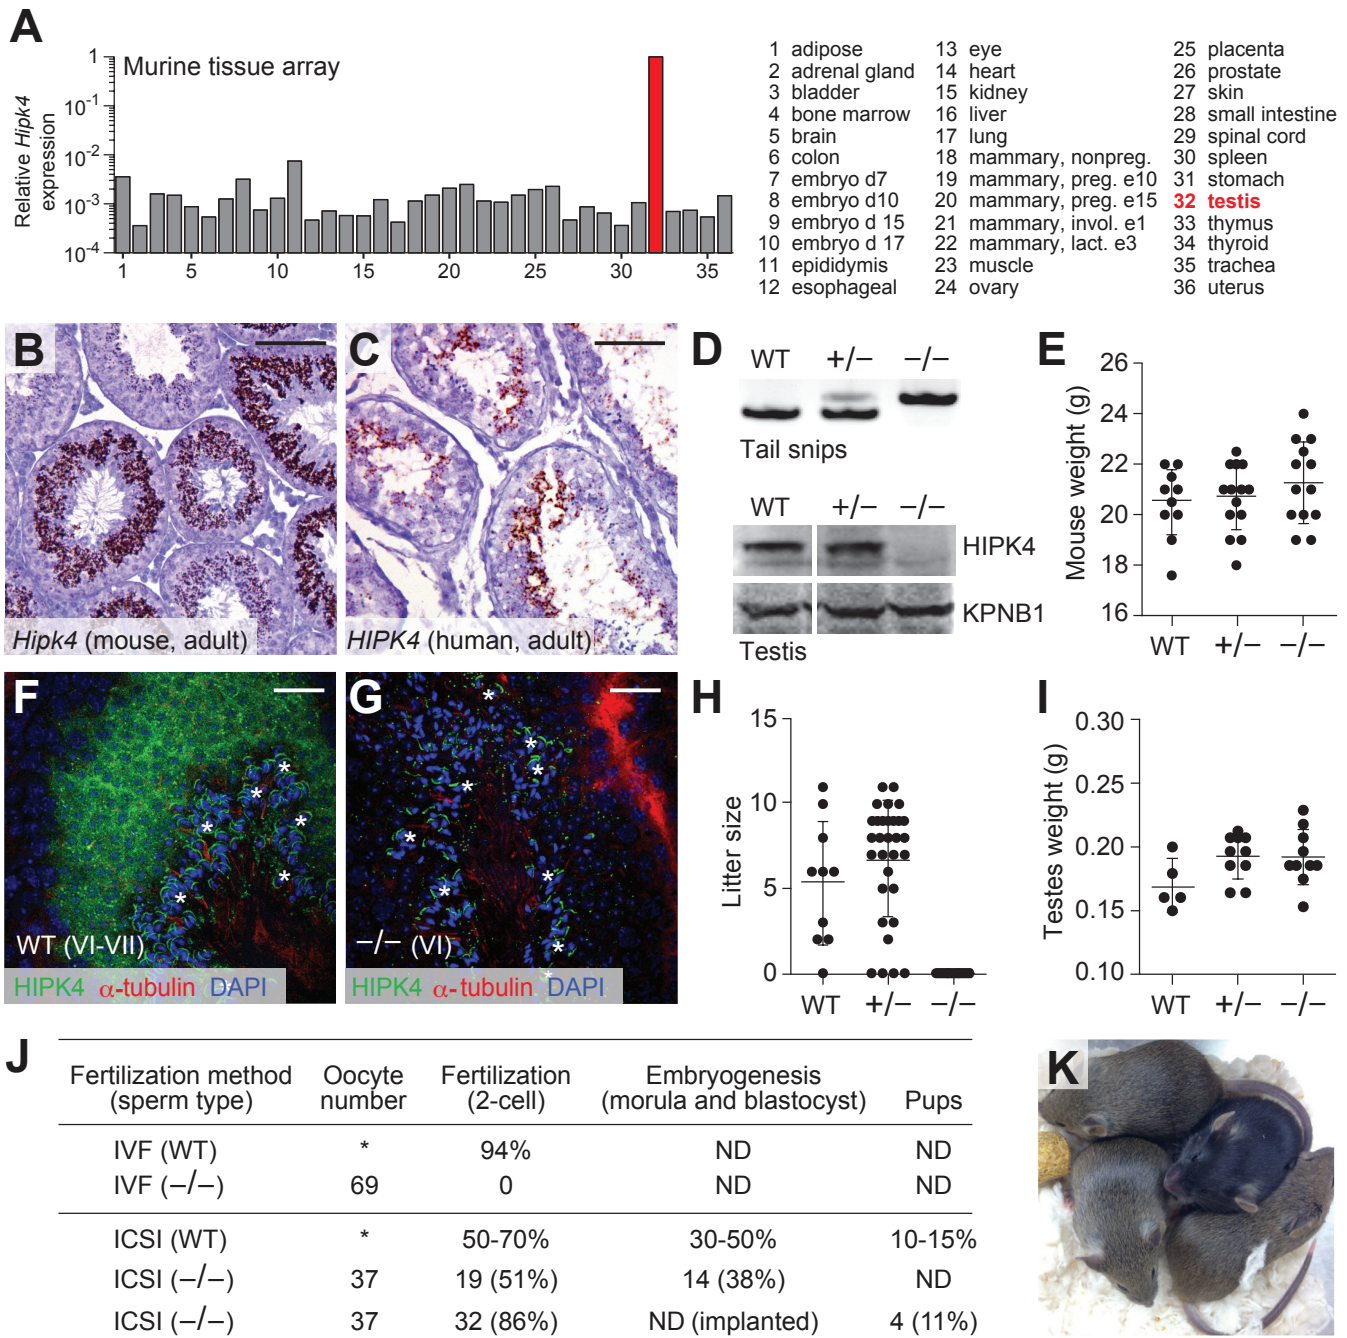 A
Murine tissue array
Relative Hipk4
expression
1
10-1
10-2
10-3
10-4
1 5 10 15 20 25 30 35
1 adipose
2 adrenal gland
3 bladder
4 bone marrow
5 brain
6 colon
7 embryo d7
8 embryo d10
9 embryo d 15
10 embryo d 17
11 epididymis
12 esophageal
13 eye
14 heart
15 kidney
16 liver
17 lung
18 mammary, nonpreg.
19 mammary, preg. e10
20 mammary, preg. e15
21 mammary, invol. e1
22 mammary, lact. e3
23 muscle
24 ovary
25 placenta
26 prostate
27 skin
28 small intestine
29 spinal cord
30 spleen
31 stomach
32 testis
33 thymus
34 thyroid
35 trachea
36 uterus
B
Hipk4 (mouse, adult)
C
HIPK4 (human, adult)
D
WT +/− −/−
Tail snips
WT +/− −/−
HIPK4
KPNB1
Testis
E
Mouse weight (g)
26
24
22
20
18
16
WT +/− −/−
F
WT (VI-VII)
HIPK4 α-tubulin DAPI
G
−/− (VI)
HIPK4 α-tubulin DAPI
H
Litter size
15
10
5
0
WT +/− −/−
I
Testes weight (g)
0.30
0.25
0.20
0.15
0.10
WT +/− −/−
J
Fertilization method Oocyte Fertilization Embryogenesis
(sperm type) number (2-cell) (morula and blastocyst) Pups
IVF (WT) * 94% ND ND
IVF (−/−) 69 0 ND ND
ICSI (WT) * 50-70% 30-50% 10-15%
ICSI (−/−) 37 19 (51%) 14 (38%) ND
ICSI (−/−) 37 32 (86%) ND (implanted) 4 (11%)
K